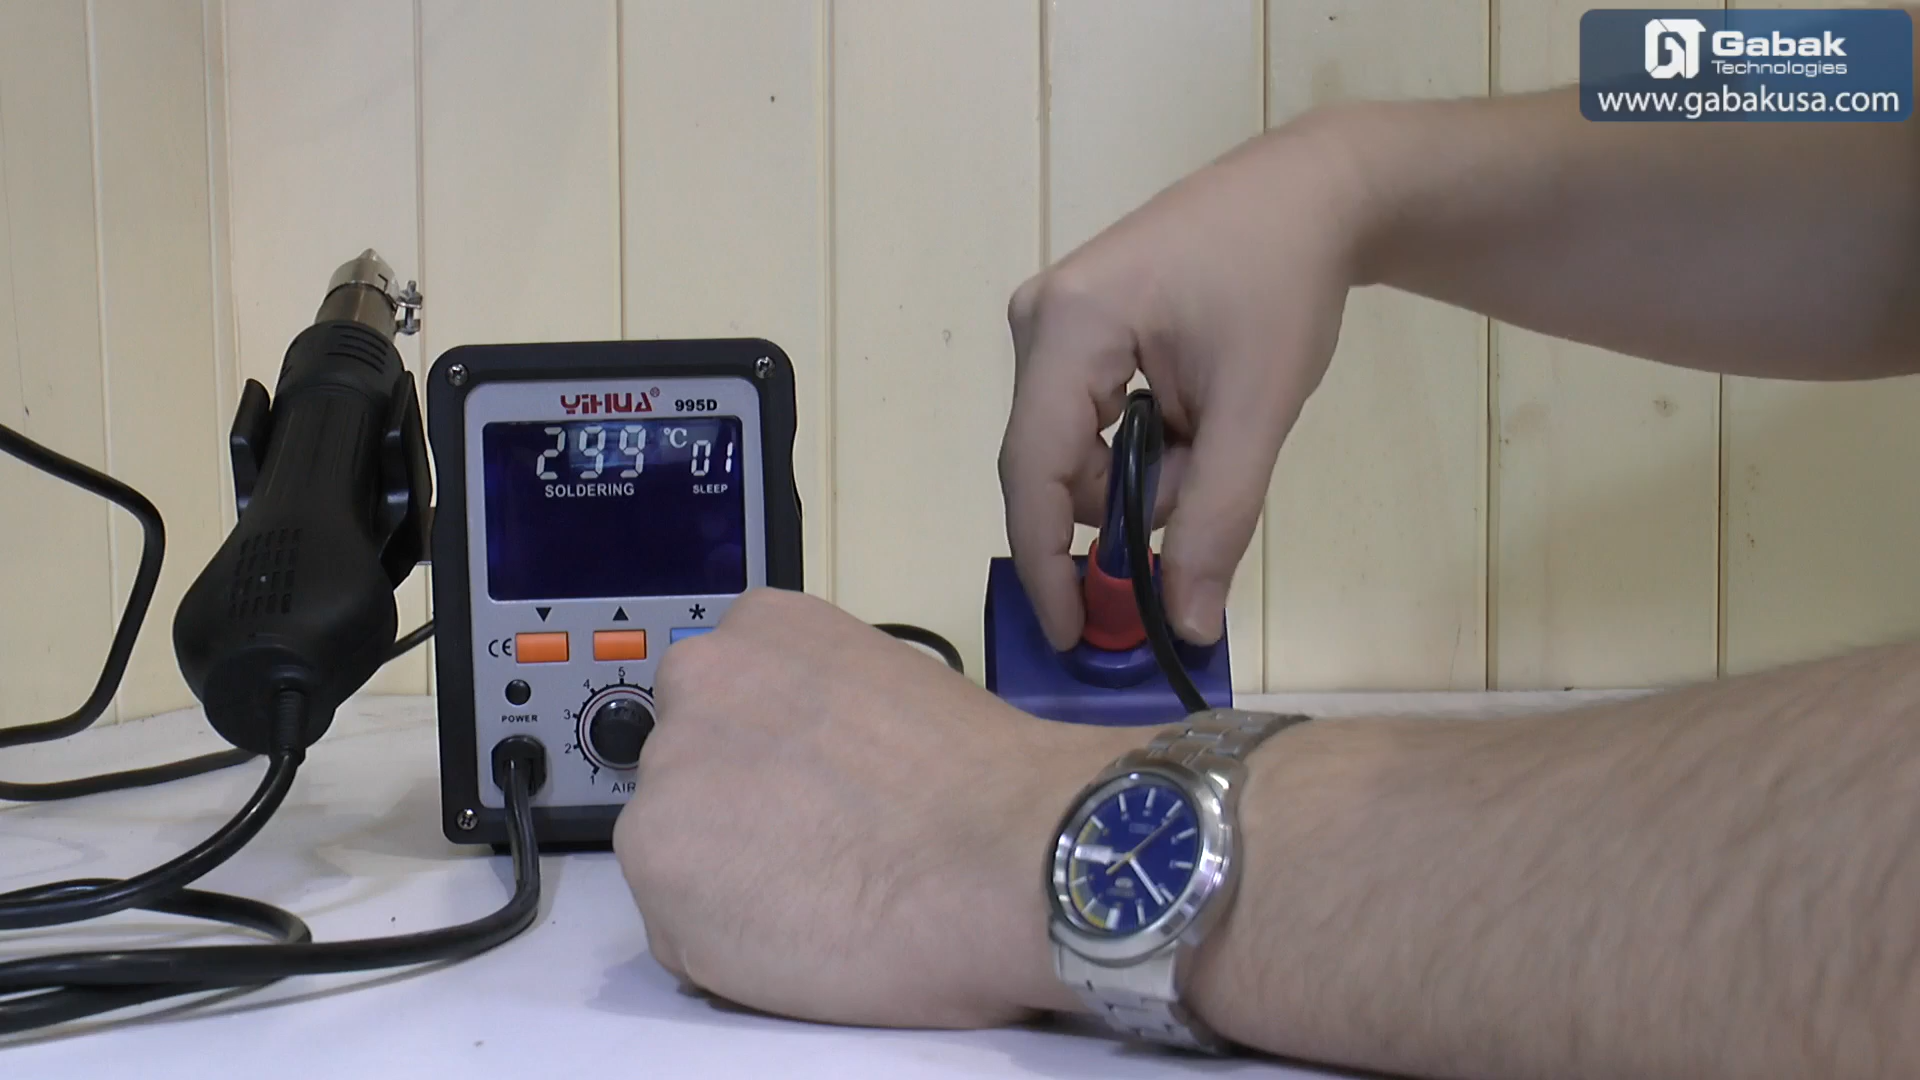 Gabak
Technologies
www.gabakusa.com
YiHUA® 995D
299 °C 01
SOLDERING SLEEP
▼ ▲ *
CE
POWER
1 2 3 4 5
AIR